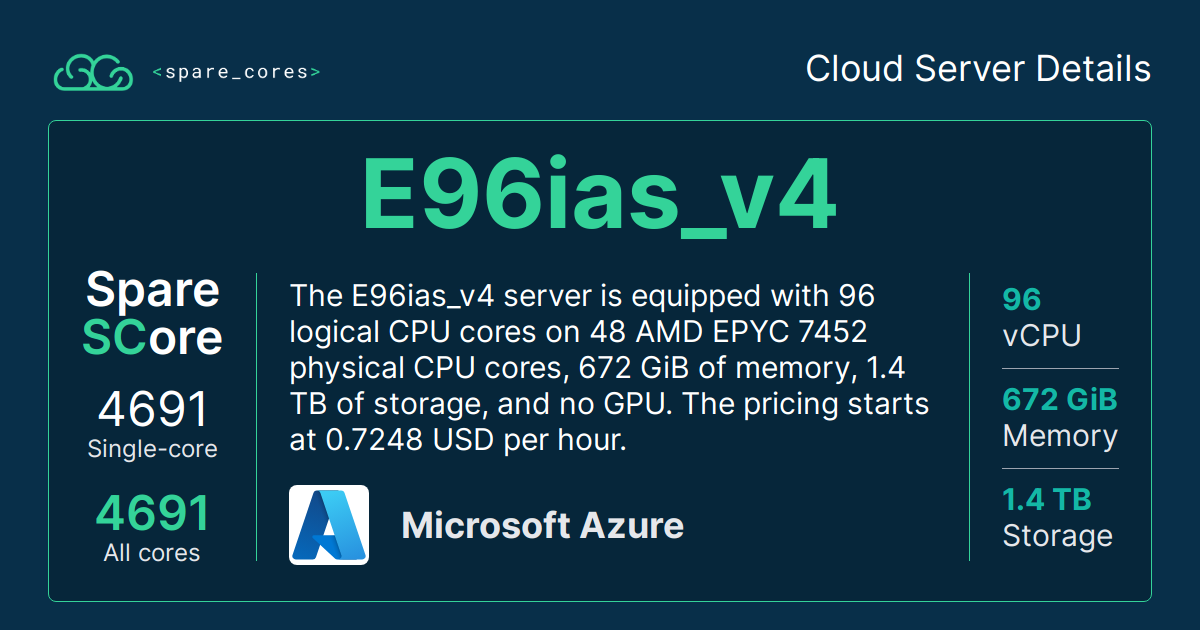 <spare_cores>
Cloud Server Details
E96ias_v4
Spare
SCore
4691
Single-core
4691
All cores
The E96ias_v4 server is equipped with 96
logical CPU cores on 48 AMD EPYC 7452
physical CPU cores, 672 GiB of memory, 1.4
TB of storage, and no GPU. The pricing starts
at 0.7248 USD per hour.
Microsoft Azure
96
vCPU
672 GiB
Memory
1.4 TB
Storage